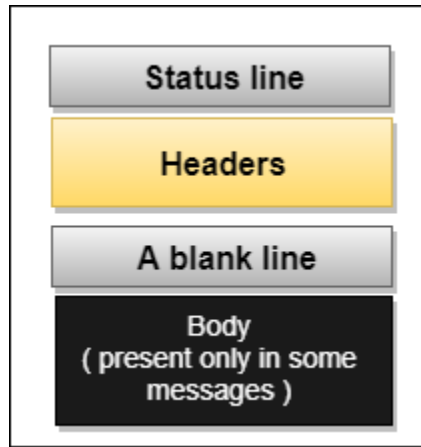 Status line
Headers
A blank line
Body
( present only in some
messages )